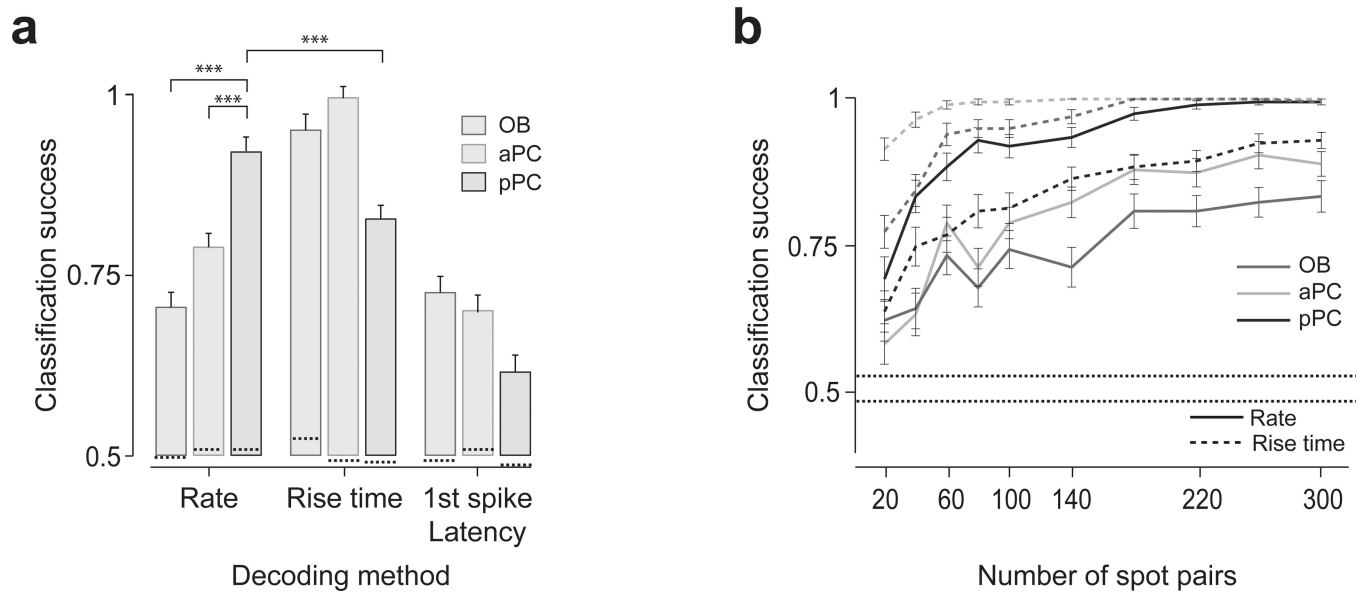 a
***
***
***
1
0.75
0.5
Classification success
OB
aPC
pPC
Rate
Rise time
1st spike
Latency
Decoding method
b
1
0.75
0.5
Classification success
OB
aPC
pPC
Rate
Rise time
20 60 100 140 220 300
Number of spot pairs